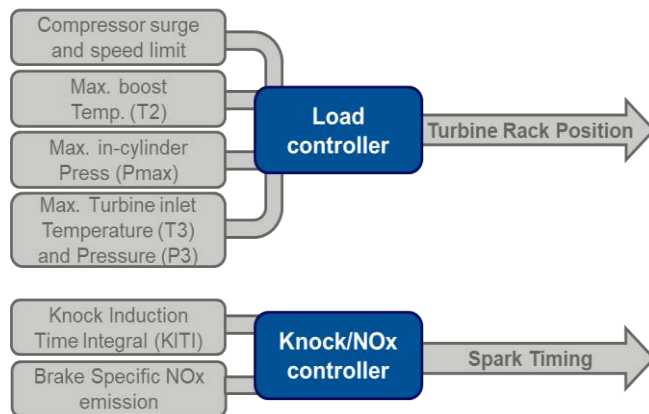 Compressor surge
and speed limit
Max. boost
Temp. (T2)
Max. in-cylinder
Press (Pmax)
Max. Turbine inlet
Temperature (T3)
and Pressure (P3)
Load
controller
Turbine Rack Position
Knock Induction
Time Integral (KITI)
Brake Specific NOx
emission
Knock/NOx
controller
Spark Timing